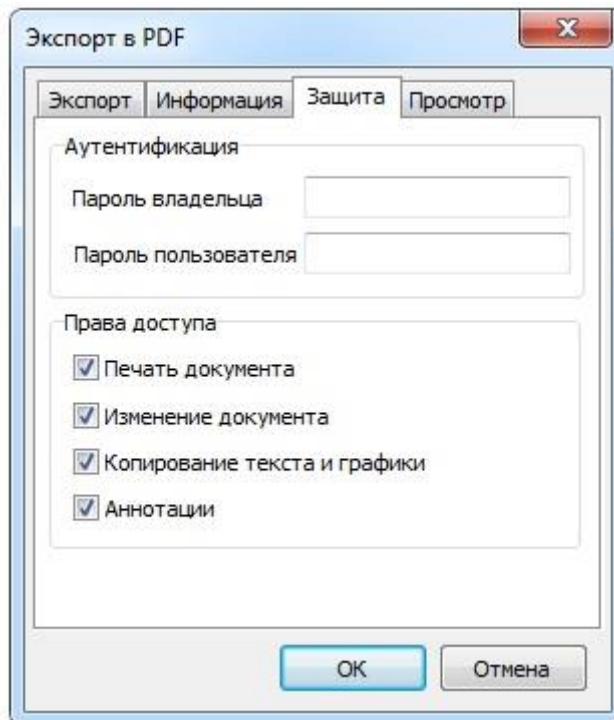 Экспорт в PDF
Экспорт Информация Защита Просмотр
Аутентификация
Пароль владельца
Пароль пользователя
Права доступа
Печать документа
Изменение документа
Копирование текста и графики
Аннотации
ОК Отмена